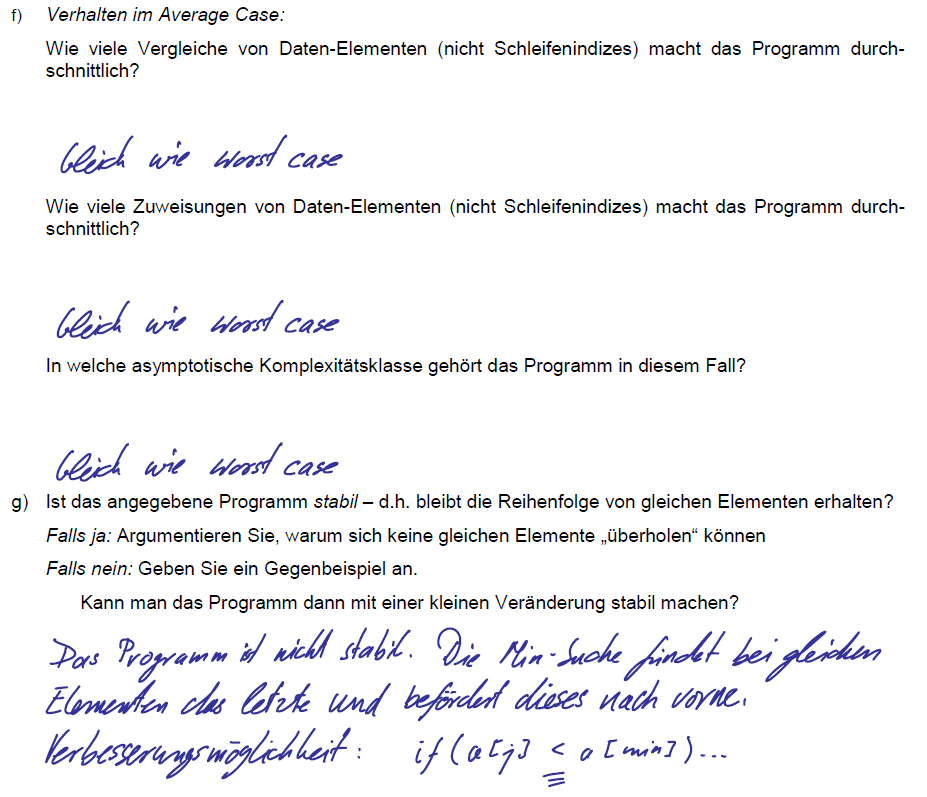 f) Verhalten im Average Case:
Wie viele Vergleiche von Daten-Elementen (nicht Schleifenindizes) macht das Programm durch-
schnittlich?
Gleich wie worst case
Wie viele Zuweisungen von Daten-Elementen (nicht Schleifenindizes) macht das Programm durch-
schnittlich?
Gleich wie worst case
In welche asymptotische Komplexitätsklasse gehört das Programm in diesem Fall?
Gleich wie worst case
g) Ist das angegebene Programm stabil – d.h. bleibt die Reihenfolge von gleichen Elementen erhalten?
Falls ja: Argumentieren Sie, warum sich keine gleichen Elemente „überholen“ können
Falls nein: Geben Sie ein Gegenbeispiel an.
Kann man das Programm dann mit einer kleinen Veränderung stabil machen?
Das Programm ist nicht stabil. Die Min-Suche findet bei gleichen
Elementen das letzte und befördert dieses nach vorne.
Verbesserungsmöglichkeit: if (a[j] < a[min]) ...